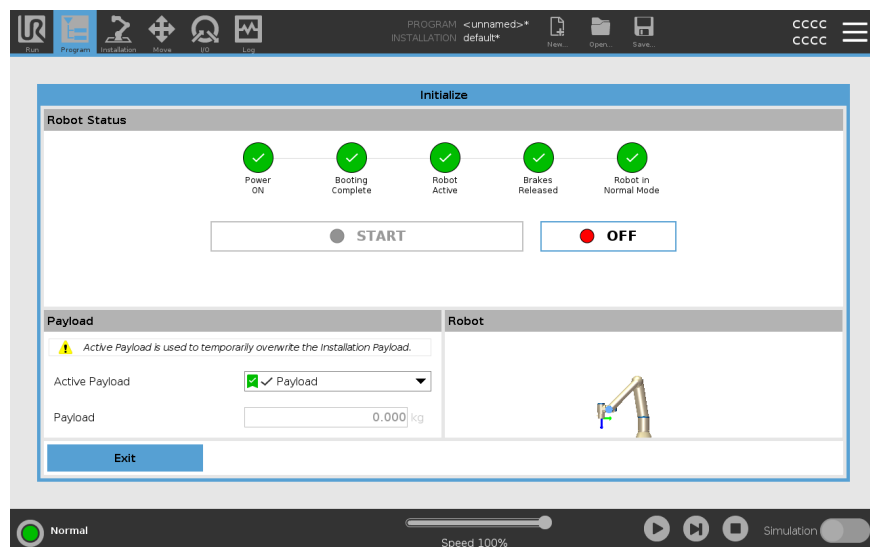 PROGRAM <unnamed>*
INSTALLATION default*
CCCC
CCCC
Run
Program
Installation
Move
I/O
Log
New...
Open...
Save...
Initialize
Robot Status
Power
ON
Booting
Complete
Robot
Active
Brakes
Released
Robot in
Normal Mode
START
OFF
Payload
Robot
Active Payload is used to temporarily overwrite the Installation Payload.
Active Payload
Payload
Payload
0.000 kg
Exit
Normal
Speed 100%
Simulation